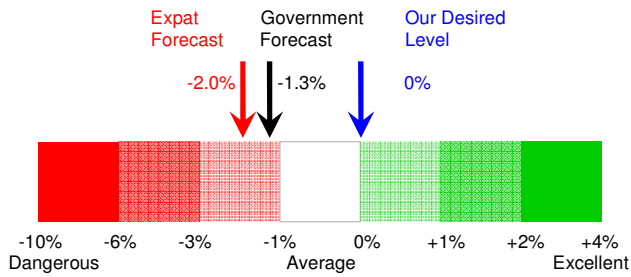 Expat
Forecast
Government
Forecast
Our Desired
Level
-2.0%
-1.3%
0%
-10%
-6%
-3%
-1%
0%
+1%
+2%
+4%
Dangerous
Average
Excellent